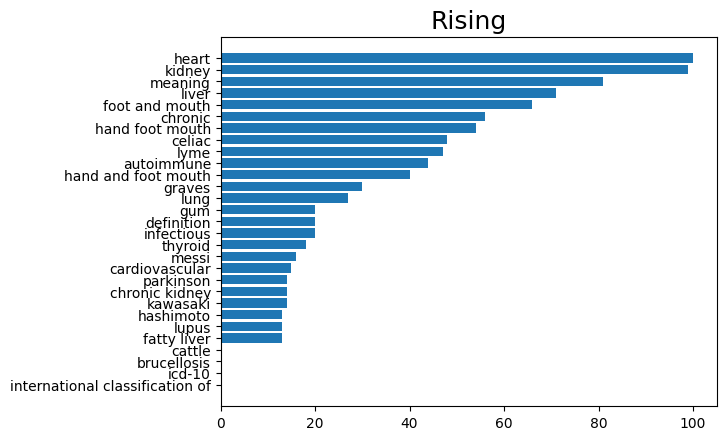 Rising
heart
kidney
meaning
liver
foot and mouth
chronic
hand foot mouth
celiac
lyme
autoimmune
hand and foot mouth
graves
lung
gum
definition
infectious
thyroid
messi
cardiovascular
parkinson
chronic kidney
kawasaki
hashimoto
lupus
fatty liver
cattle
brucellosis
icd-10
international classification of
0 20 40 60 80 100